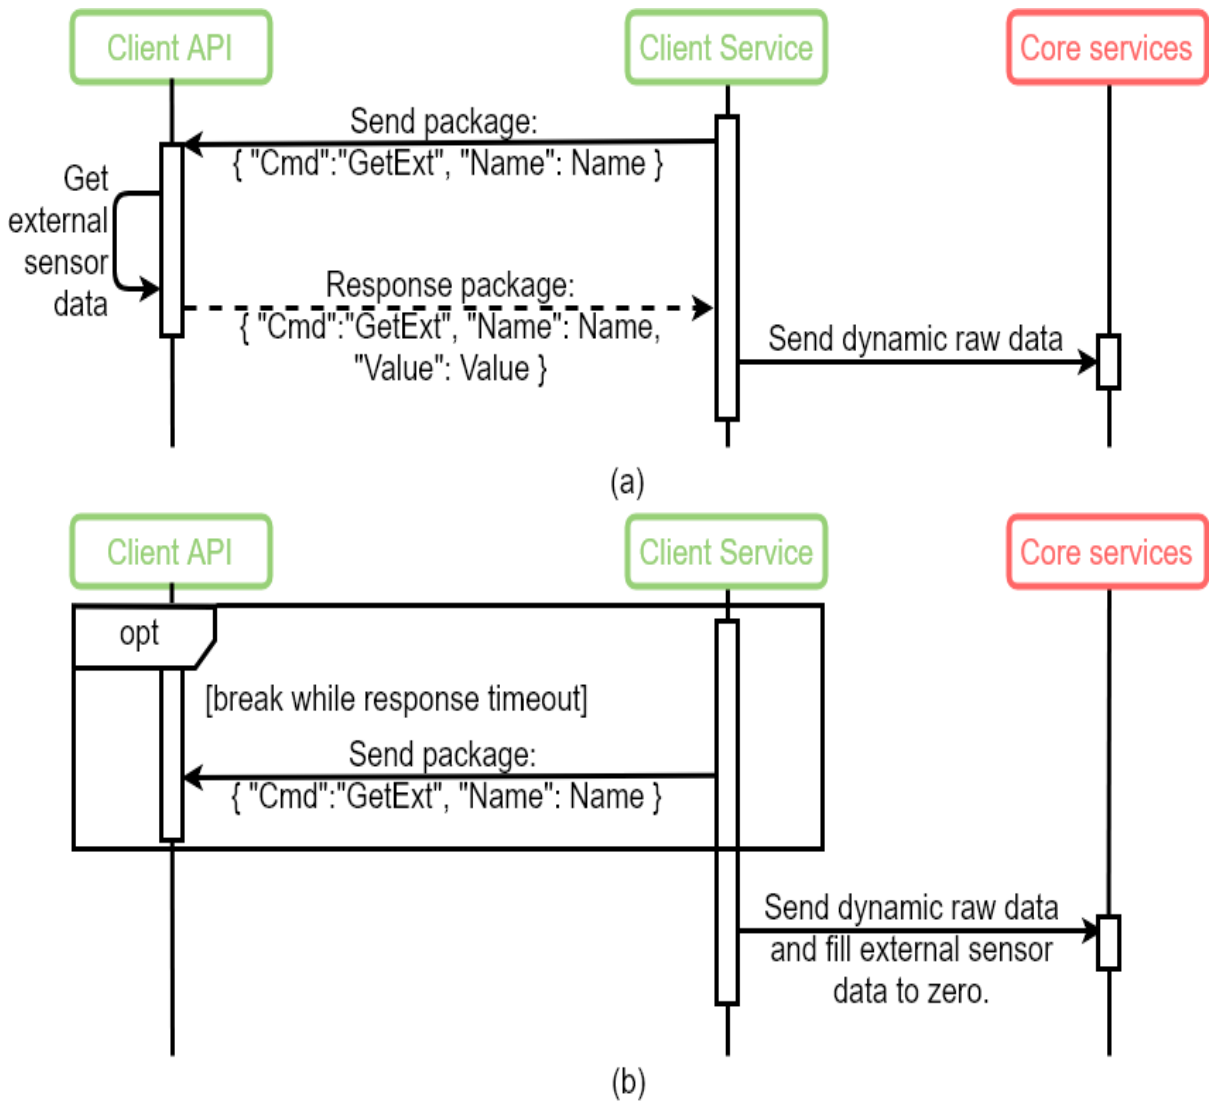 Client API
Client Service
Core services
Send package:
{ "Cmd":"GetExt", "Name": Name }
Get
external
sensor
data
Response package:
{ "Cmd":"GetExt", "Name": Name,
"Value": Value }
Send dynamic raw data
(a)
Client API
Client Service
Core services
opt
[break while response timeout]
Send package:
{ "Cmd":"GetExt", "Name": Name }
Send dynamic raw data
and fill external sensor
data to zero.
(b)